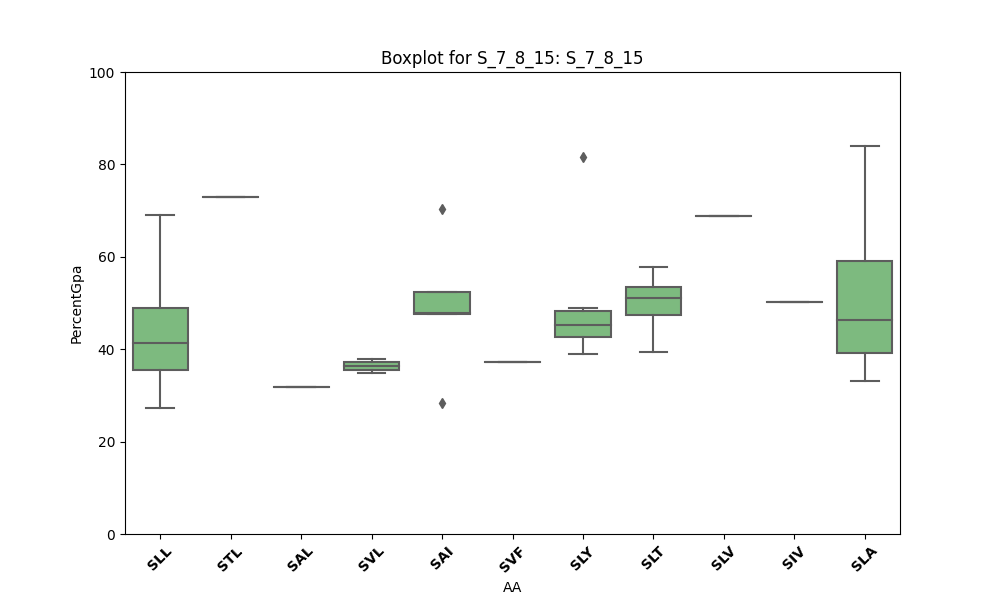 Boxplot for S_7_8_15: S_7_8_15
100
80
60
40
20
0
PercentGpa
SLL STL SAL SVL SAI SVF SLY SLT SLV SIV SLA
AA